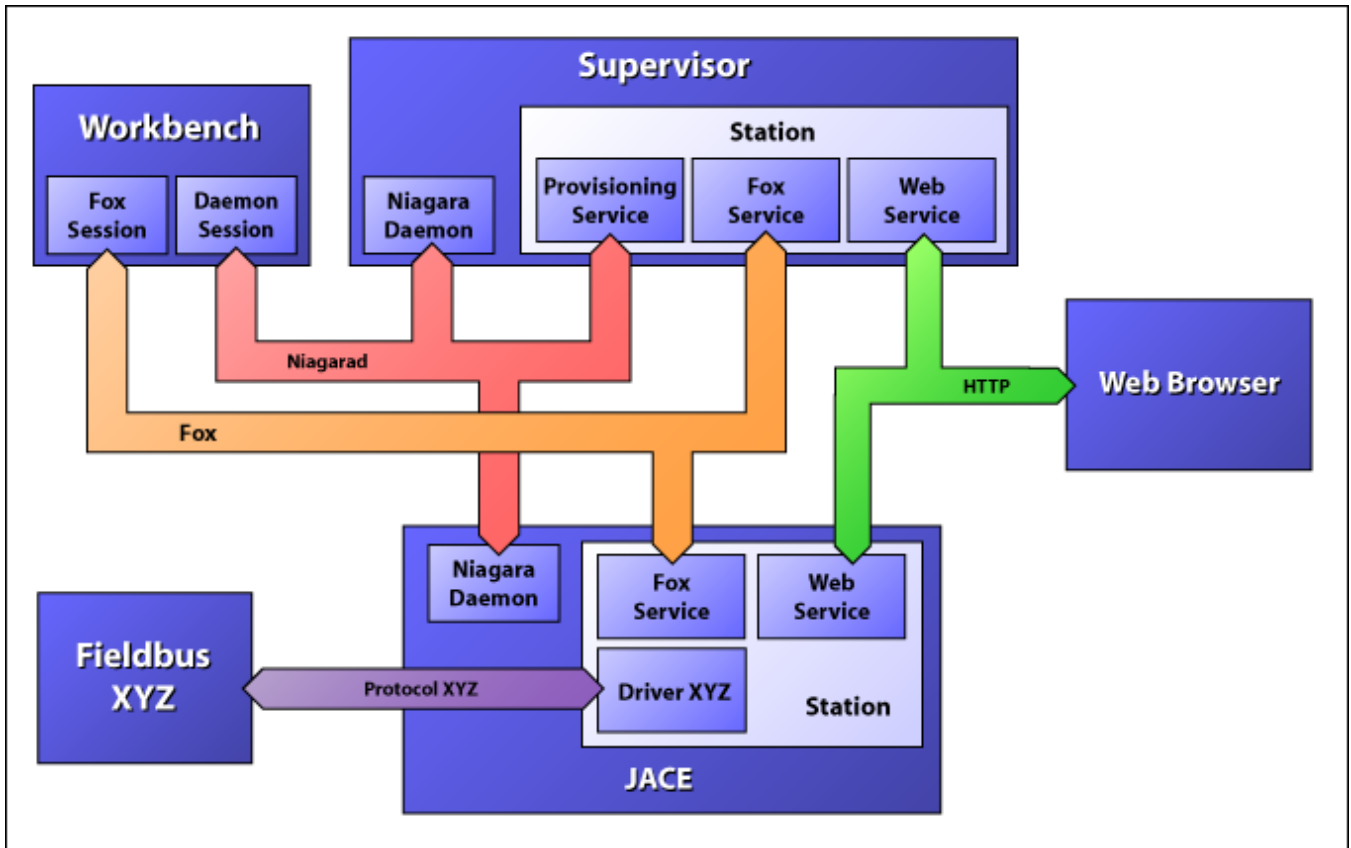 Supervisor
Workbench
Station
Fox
Session
Daemon
Session
Niagara
Daemon
Provisioning
Service
Fox
Service
Web
Service
Niagarad
HTTP
Web Browser
Fox
Niagara
Daemon
Fox
Service
Web
Service
Fieldbus
XYZ
Protocol XYZ
Driver XYZ
Station
JACE